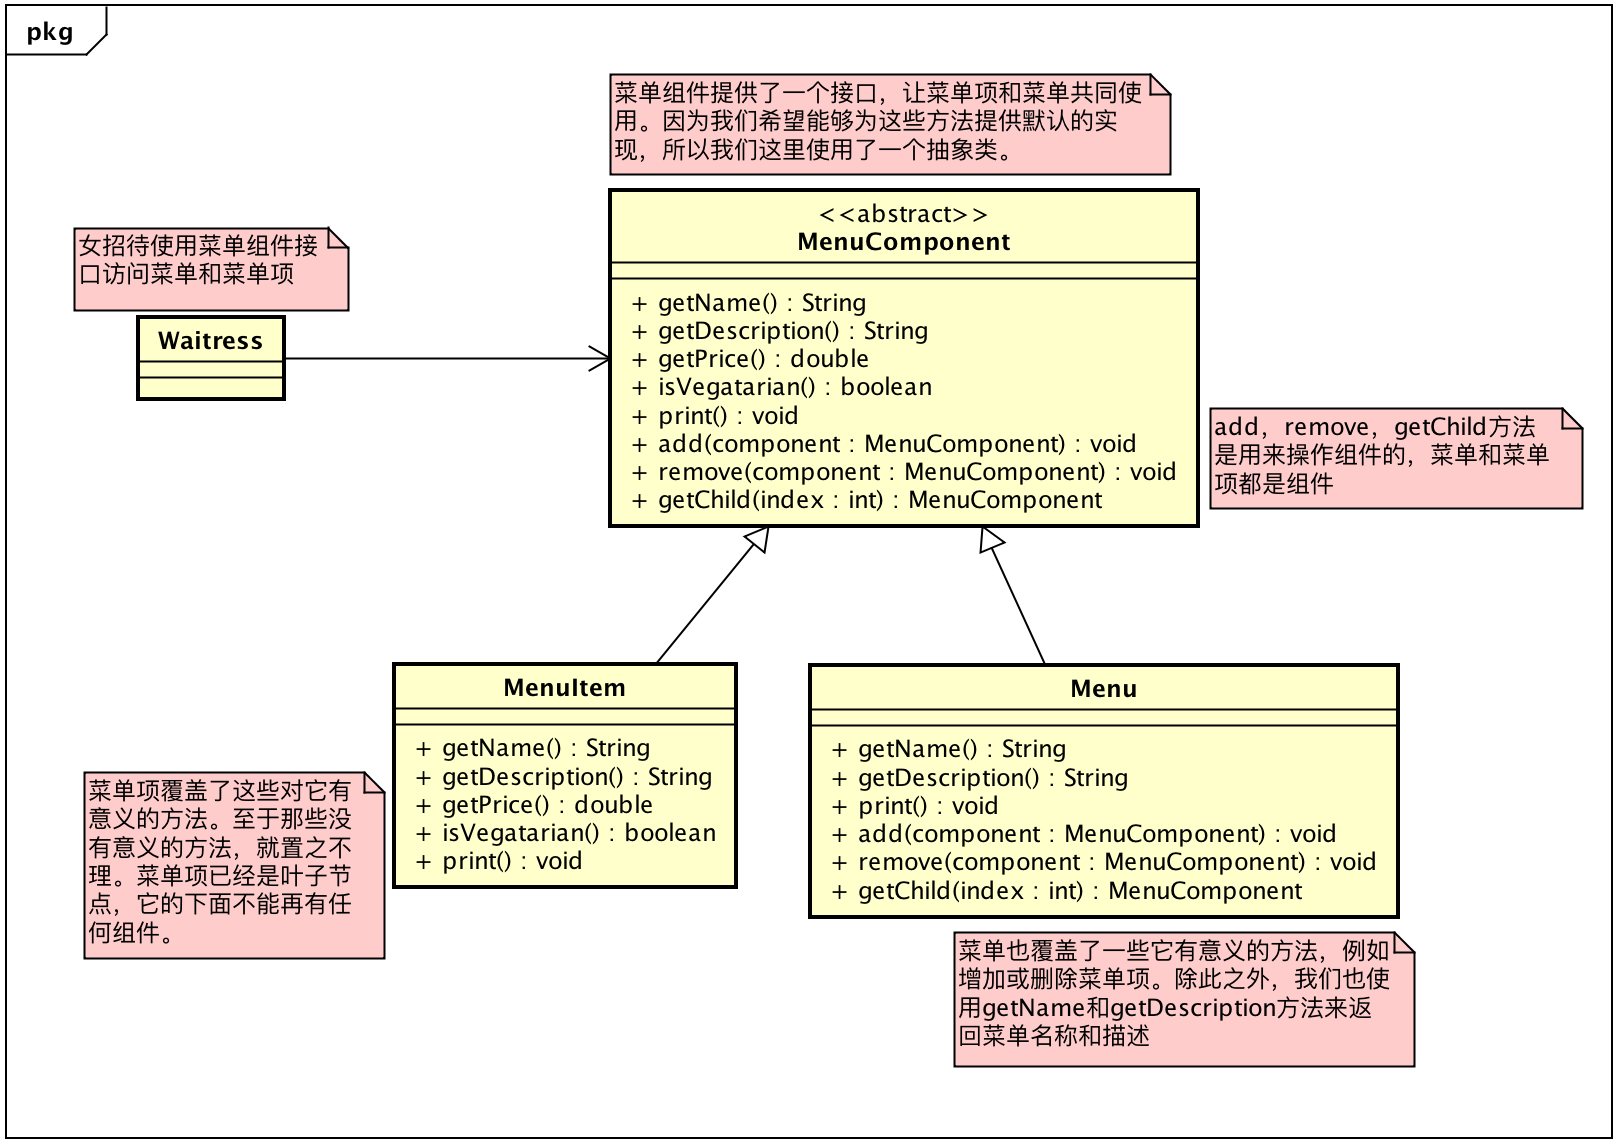 pkg
菜单组件提供了一个接口，让菜单项和菜单共同使
用。因为我们希望能够为这些方法提供默认的实
现，所以我们这里使用了一个抽象类。
女招待使用菜单组件接
口访问菜单和菜单项
Waitress
<<abstract>>
MenuComponent
+ getName() : String
+ getDescription() : String
+ getPrice() : double
+ isVegatarian() : boolean
+ print() : void
+ add(component : MenuComponent) : void
+ remove(component : MenuComponent) : void
+ getChild(index : int) : MenuComponent
add，remove，getChild方法
是用来操作组件的，菜单和菜单
项都是组件
MenuItem
+ getName() : String
+ getDescription() : String
+ getPrice() : double
+ isVegatarian() : boolean
+ print() : void
菜单项覆盖了这些对它有
意义的方法。至于那些没
有意义的方法，就置之不
理。菜单项已经是叶子节
点，它的下面不能再有任
何组件。
Menu
+ getName() : String
+ getDescription() : String
+ print() : void
+ add(component : MenuComponent) : void
+ remove(component : MenuComponent) : void
+ getChild(index : int) : MenuComponent
菜单也覆盖了一些它有意义的方法，例如
增加或删除菜单项。除此之外，我们也使
用getName和getDescription方法来返
回菜单名称和描述